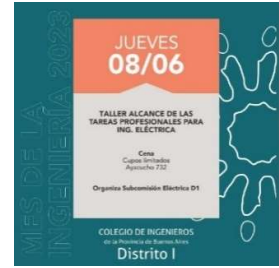 MES DE LA
INGENIERÍA 2023
JUEVES
08/06
TALLER ALCANCE DE LAS
TAREAS PROFESIONALES PARA
ING. ELÉCTRICA
Cena
Cupos limitados
Ayacucho 732
Organiza Subcomisión Eléctrica D1
COLEGIO DE INGENIEROS
de la Provincia de Buenos Aires
Distrito I